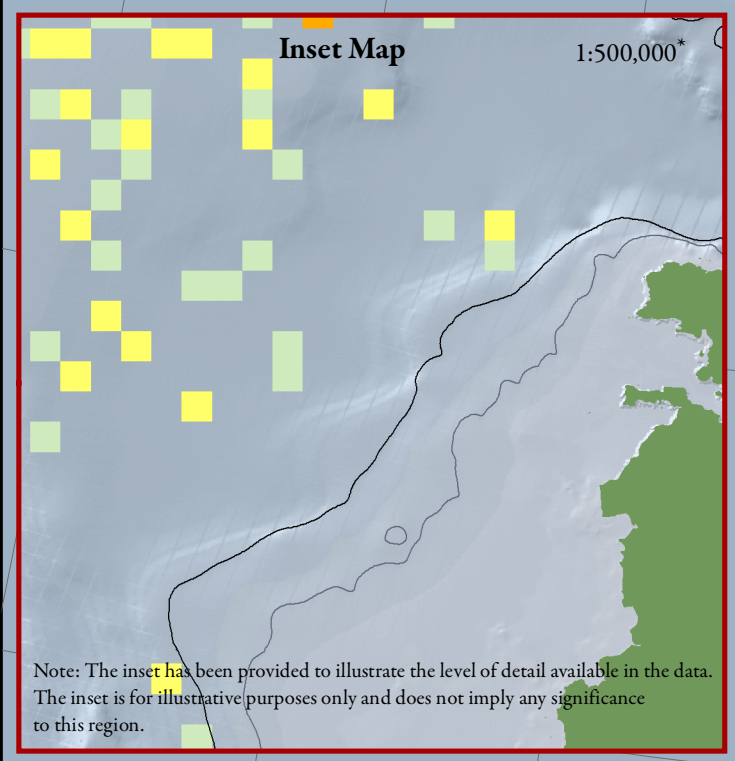 Inset Map
1:500,000*
Note: The inset has been provided to illustrate the level of detail available in the data.
The inset is for illustrative purposes only and does not imply any significance
to this region.